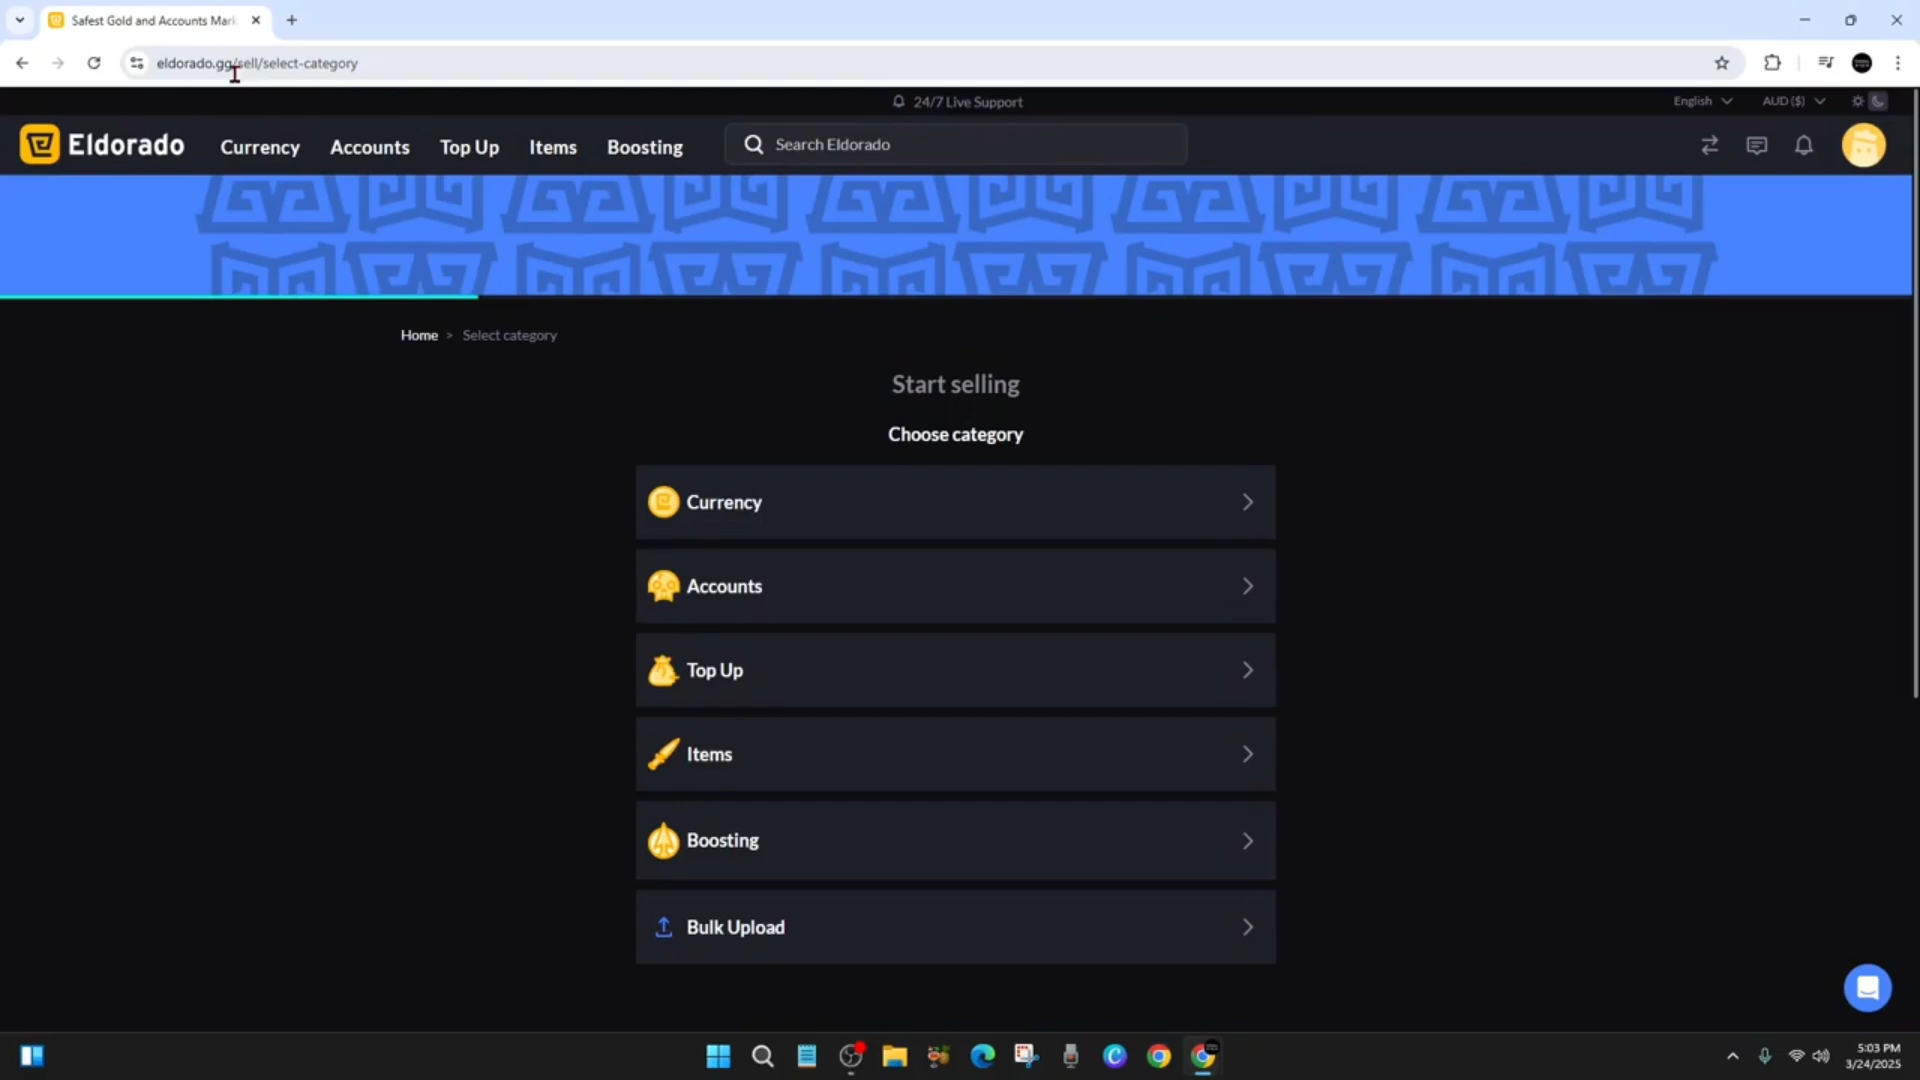 Safest Gold and Accounts Mark
eldorado.gg/sell/select-category
24/7 Live Support
English
AUD ($)
Eldorado
Currency
Accounts
Top Up
Items
Boosting
Search Eldorado
Home > Select category
Start selling
Choose category
Currency
Accounts
Top Up
Items
Boosting
Bulk Upload
5:03 PM
3/24/2025